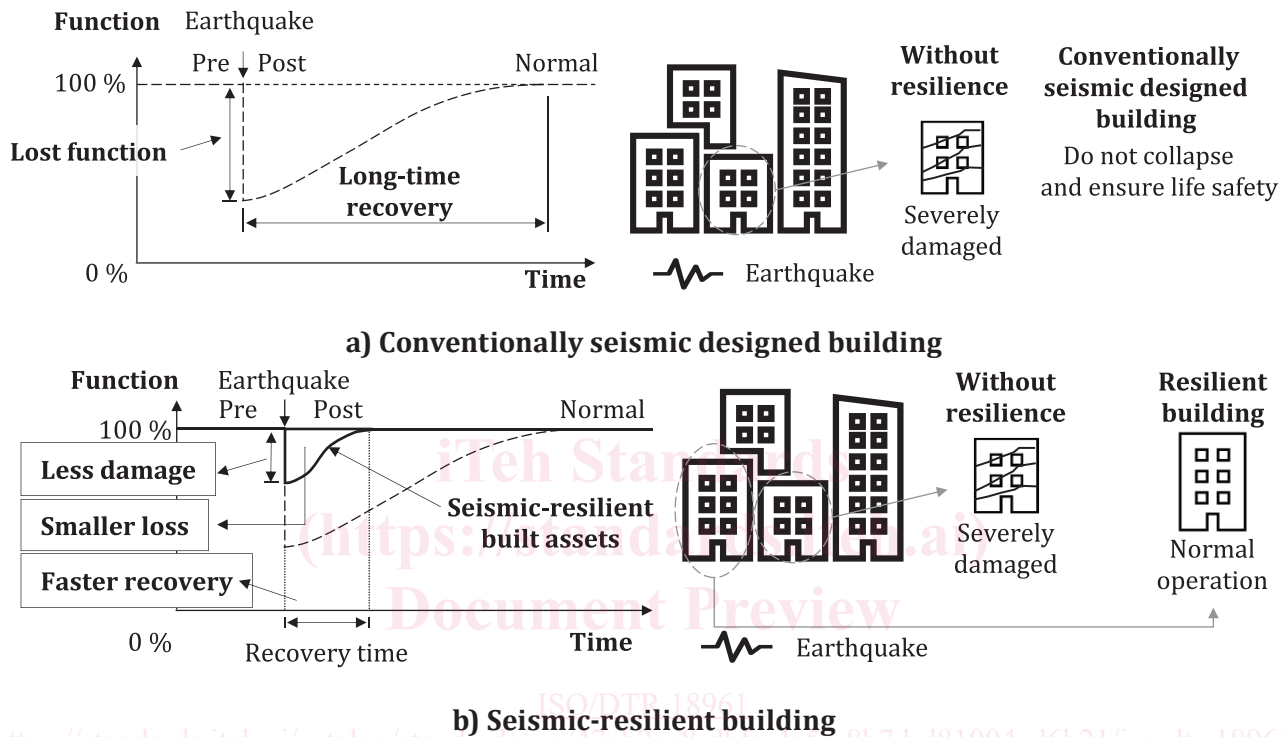 Function Earthquake
Pre Post Normal
100 %
Lost function
Long-time
recovery
0 %
Time
Without
resilience
Severely
damaged
Conventionally
seismic designed
building
Do not collapse
and ensure life safety
Earthquake
a) Conventionally seismic designed building
Function Earthquake
Pre Post Normal
100 %
Less damage
Smaller loss
Faster recovery
Seismic-resilient
built assets
0 %
Recovery time
Time
Without
resilience
Severely
damaged
Resilient
building
Normal
operation
Earthquake
iTeh Standards
(https://standards.iteh.ai)
Document Preview
ISO/DTR 18961
b) Seismic-resilient building